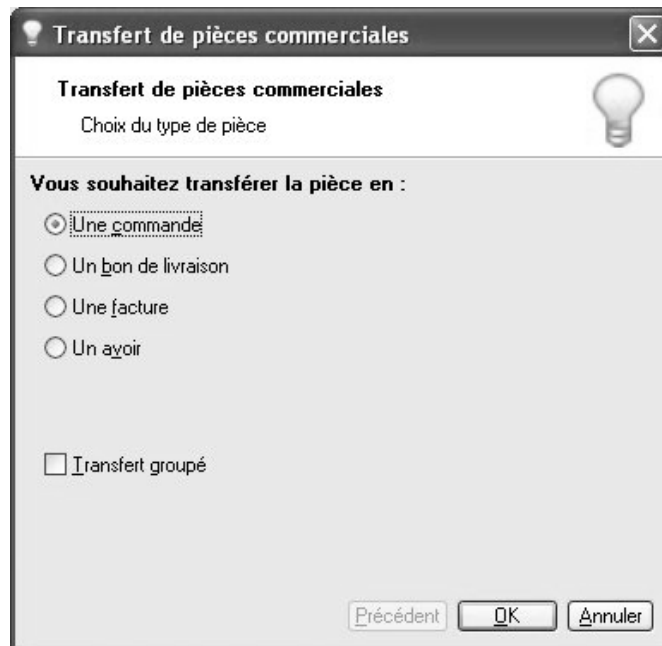 Transfert de pièces commerciales
Transfert de pièces commerciales
Choix du type de pièce
Vous souhaitez transférer la pièce en :
Une commande
Un bon de livraison
Une facture
Un avoir
Transfert groupé
Précédent OK Annuler